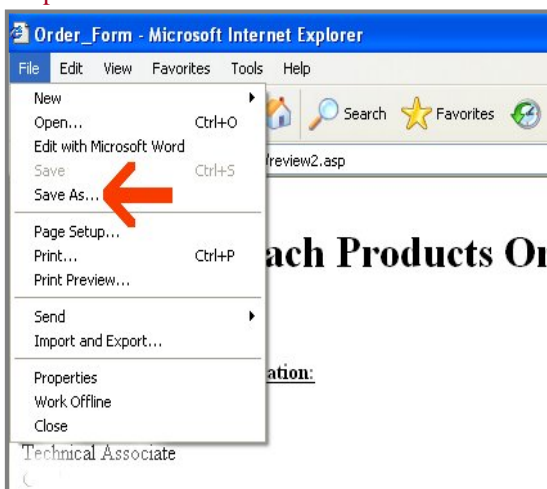 Order_Form - Microsoft Internet Explorer
File Edit View Favorites Tools Help
New
Open... Ctrl+O
Edit with Microsoft Word
Save Ctrl+S
Save As...
Page Setup...
Print... Ctrl+P
Print Preview...
Send
Import and Export...
Properties
Work Offline
Close
Search Favorites
/review2.asp
ach Products Or
ation:
Technical Associate